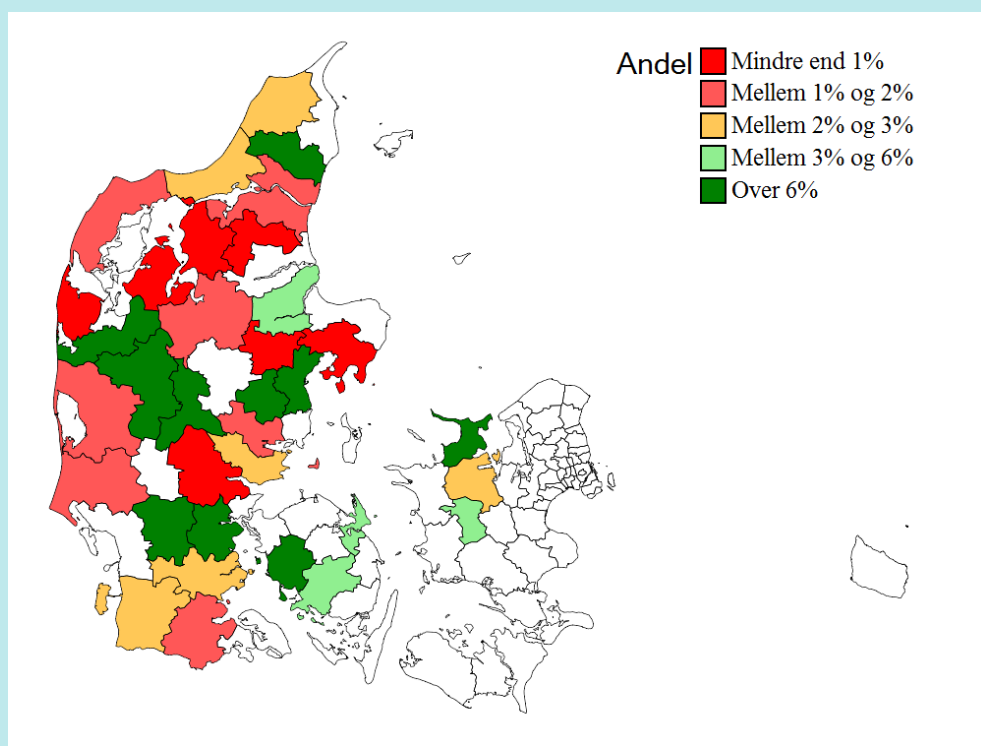 Andel
Mindre end 1%
Mellem 1% og 2%
Mellem 2% og 3%
Mellem 3% og 6%
Over 6%